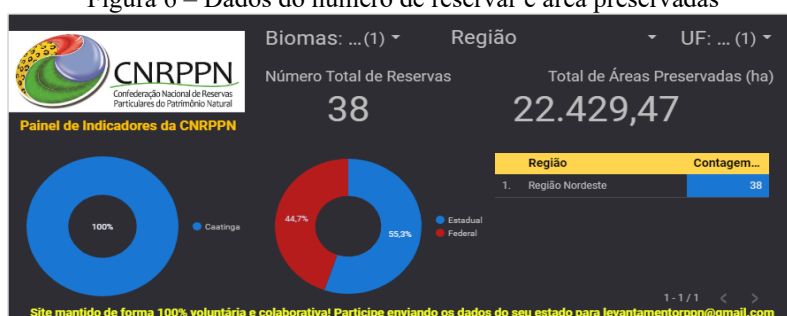 Figura 6 – Dados do número de reservar e área preservadas
CNRPPN
Confederação Nacional de Reservas
Particulares do Patrimônio Natural
Painel de Indicadores da CNRPPN
Biomas: ...(1)
Região
UF: ... (1)
Número Total de Reservas
38
Total de Áreas Preservadas (ha)
22.429,47
100%
Caatinga
44,7%
55,3%
Estadual
Federal
Região Contagem...
1. Região Nordeste 38
1 - 1 / 1 < >
Site mantido de forma 100% voluntária e colaborativa! Participe enviando os dados do seu estado para levantamentorppn@gmail.com